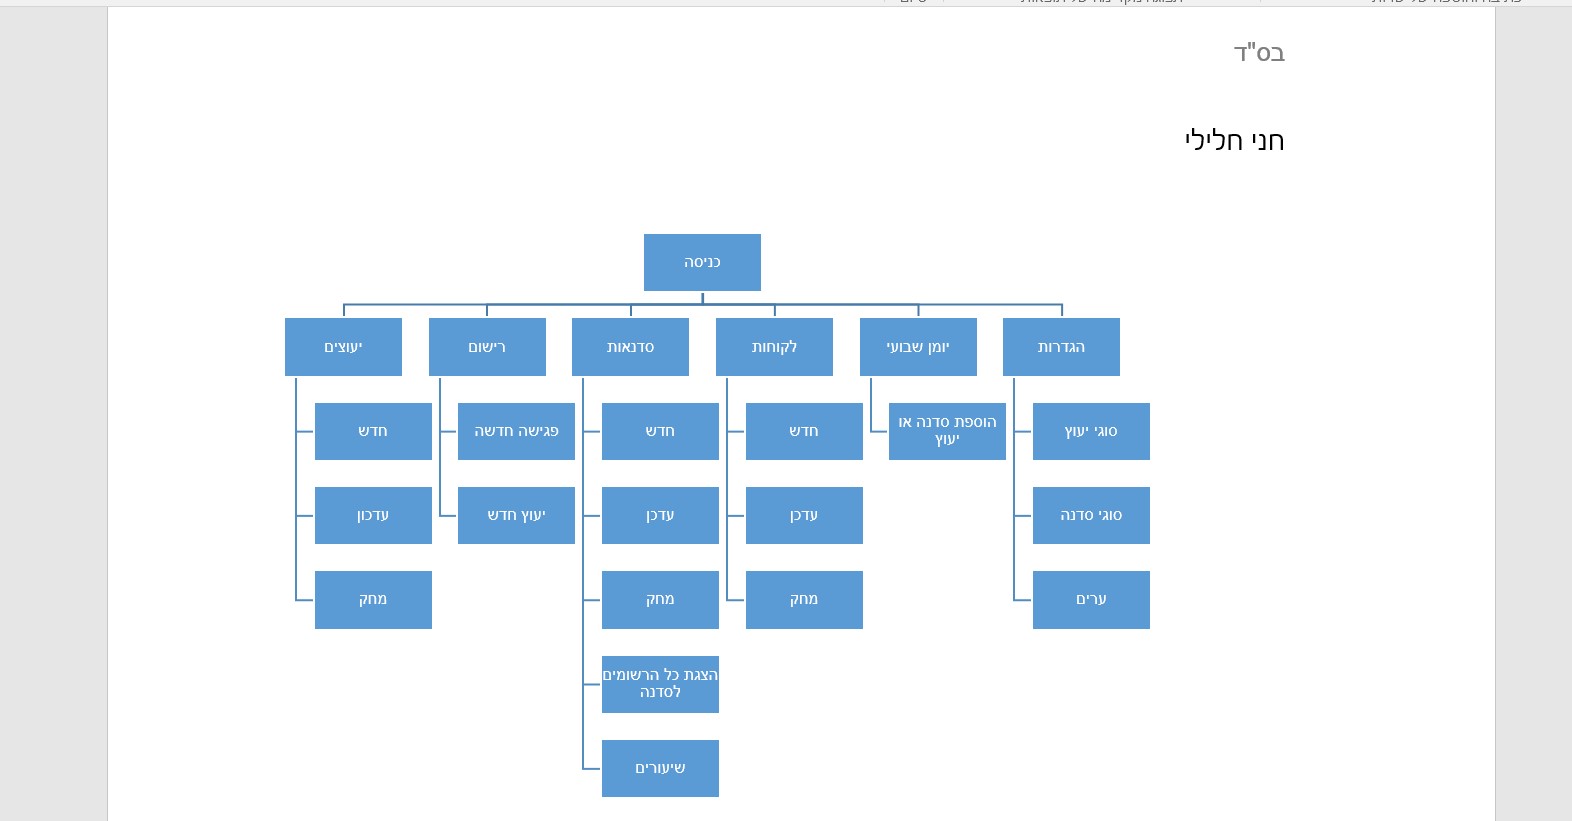 בס"ד
חני חלילי
כניסה
הגדרות
יומן שבועי
לקוחות
סדנאות
רישום
יעוצים
סוגי יעוץ
הוספת סדנה או
יעוץ
חדש
חדש
פגישה חדשה
חדש
סוגי סדנה
עדכן
עדכן
יעוץ חדש
עדכון
ערים
מחק
מחק
מחק
הצגת כל הרשומים
לסדנה
שיעורים